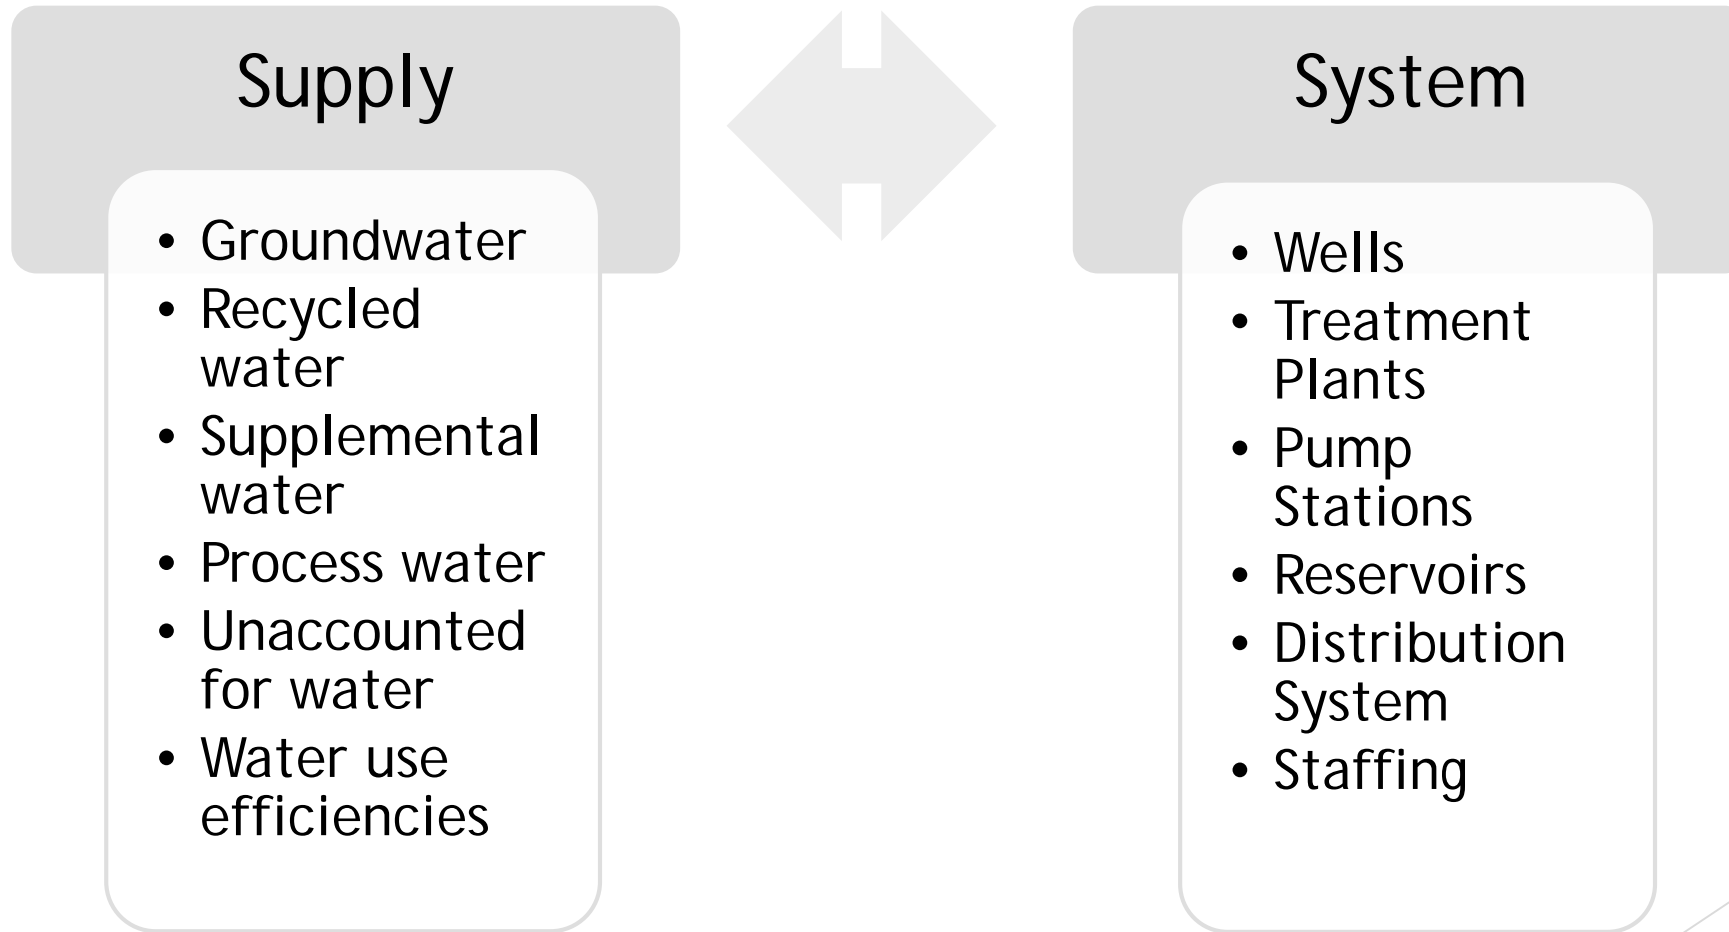 Supply
• Groundwater
• Recycled
water
• Supplemental
water
• Process water
• Unaccounted
for water
• Water use
efficiencies
System
• Wells
• Treatment
Plants
• Pump
Stations
• Reservoirs
• Distribution
System
• Staffing